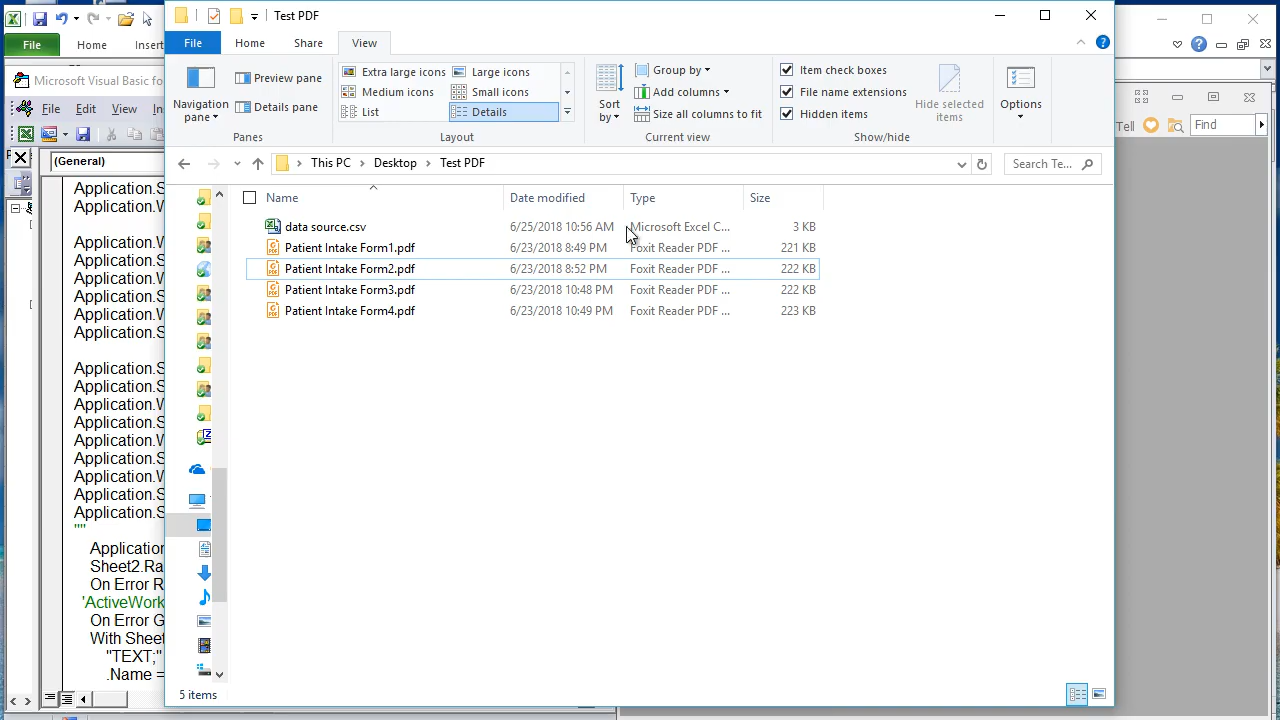 Test PDF
File Home Share View
Preview pane
Details pane
Navigation pane
Panes
Extra large icons Large icons
Medium icons Small icons
List Details
Layout
Sort by
Group by
Add columns
Size all columns to fit
Current view
Item check boxes
File name extensions
Hidden items
Hide selected items
Show/hide
Options
This PC Desktop Test PDF
Search Te...
Name Date modified Type Size
data source.csv 6/25/2018 10:56 AM Microsoft Excel C... 3 KB
Patient Intake Form1.pdf 6/23/2018 8:49 PM Foxit Reader PDF ... 221 KB
Patient Intake Form2.pdf 6/23/2018 8:52 PM Foxit Reader PDF ... 222 KB
Patient Intake Form3.pdf 6/23/2018 10:48 PM Foxit Reader PDF ... 222 KB
Patient Intake Form4.pdf 6/23/2018 10:49 PM Foxit Reader PDF ... 223 KB
5 items
File Home Insert
Microsoft Visual Basic fo
File Edit View In
(General)
Application.S
Application.W
Application.W
Application.S
Application.W
Application.S
Application.W
Application.S
Application.S
Application.S
Application.W
Application.S
Application.W
Application.S
Application.W
Application.S
Application.S
""
Application
Sheet2.Ra
On Error R
'ActiveWork
On Error G
With Sheet
"TEXT;"
.Name =
Tell
Find